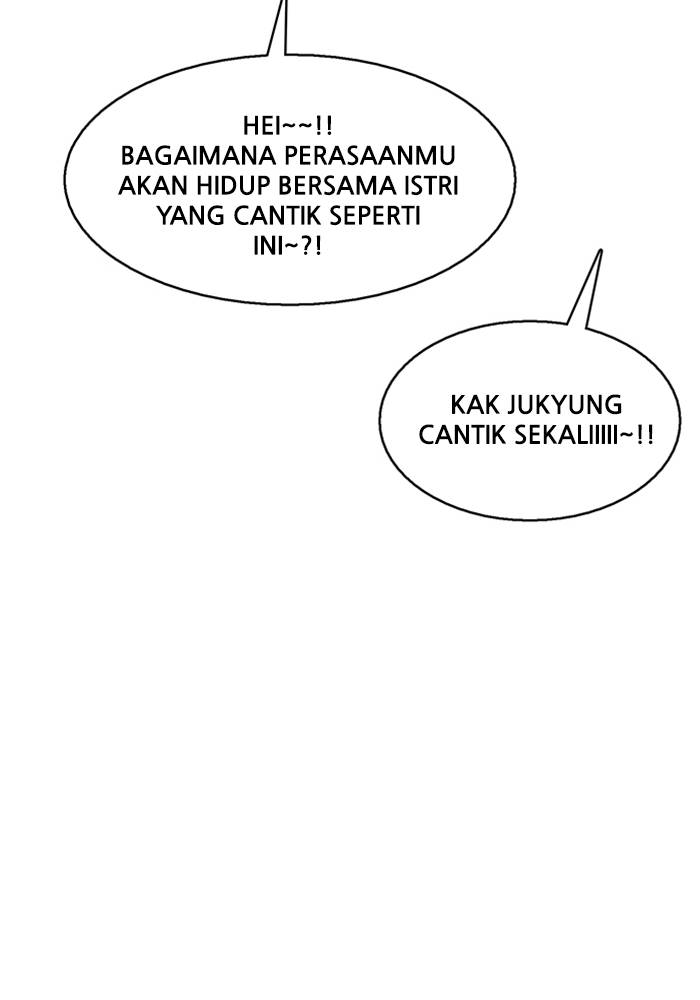 HEI~~!!
BAGAIMANA PERASAANMU
AKAN HIDUP BERSAMA ISTRI
YANG CANTIK SEPERTI
INI~?!
KAK JUKYUNG
CANTIK SEKALIIIII~!!